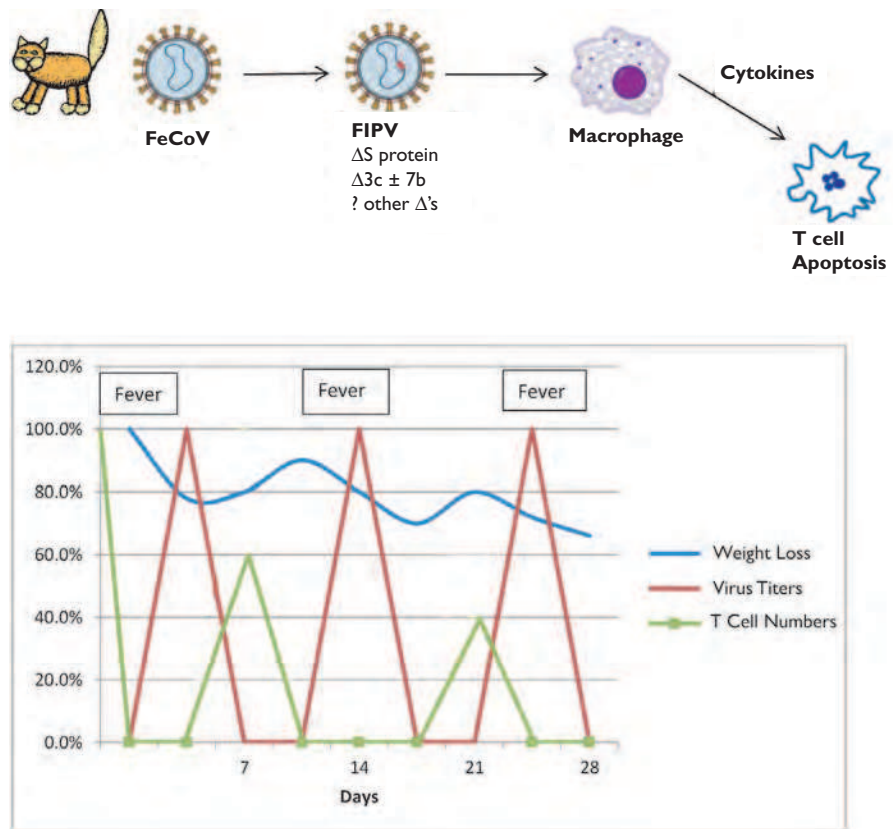 FeCoV
FIPV
ΔS protein
Δ3c ± 7b
? other Δ's
Macrophage
Cytokines
T cell
Apoptosis
120.0%
100.0%
80.0%
60.0%
40.0%
20.0%
0.0%
Fever
Fever
Fever
7
14
21
28
Days
Weight Loss
Virus Titers
T Cell Numbers